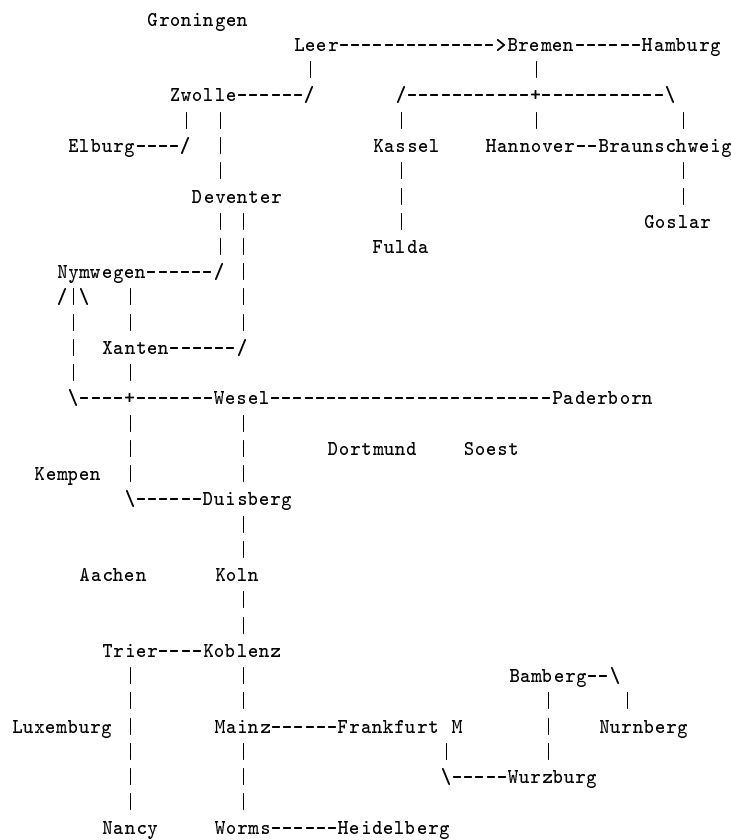 Groningen
Leer-------------->Bremen------Hamburg
Zwolle------/ /-----------+-----------\
Elburg----/ Kassel Hannover--Braunschweig
Deventer
Goslar
Fulda
Nymwegen------/
Xanten------/
\----+-------Wesel-------------------------Paderborn
Dortmund Soest
Kempen
\------Duisberg
Aachen Koln
Trier----Koblenz
Bamberg--\
Luxemburg Mainz------Frankfurt M Nurnberg
\-----Wurzburg
Nancy Worms------Heidelberg